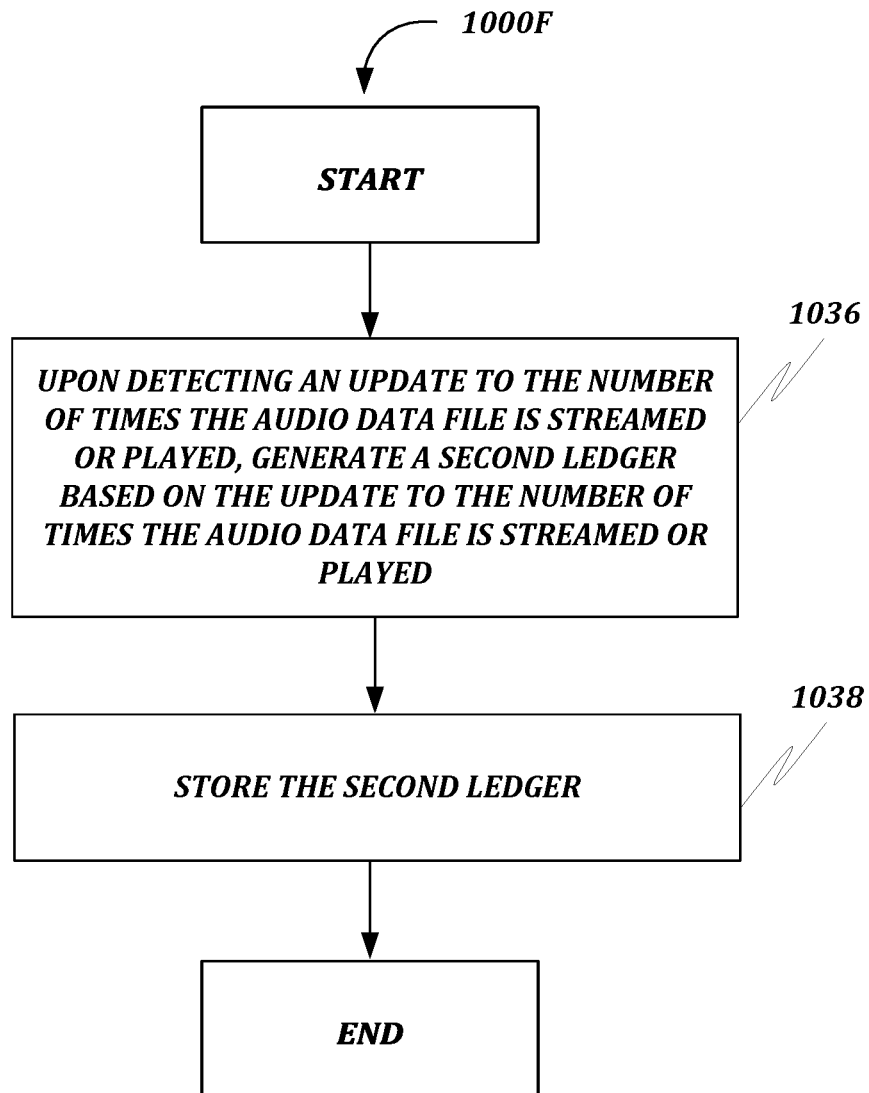 1000F
START
1036
UPON DETECTING AN UPDATE TO THE NUMBER
OF TIMES THE AUDIO DATA FILE IS STREAMED
OR PLAYED, GENERATE A SECOND LEDGER
BASED ON THE UPDATE TO THE NUMBER OF
TIMES THE AUDIO DATA FILE IS STREAMED OR
PLAYED
1038
STORE THE SECOND LEDGER
END